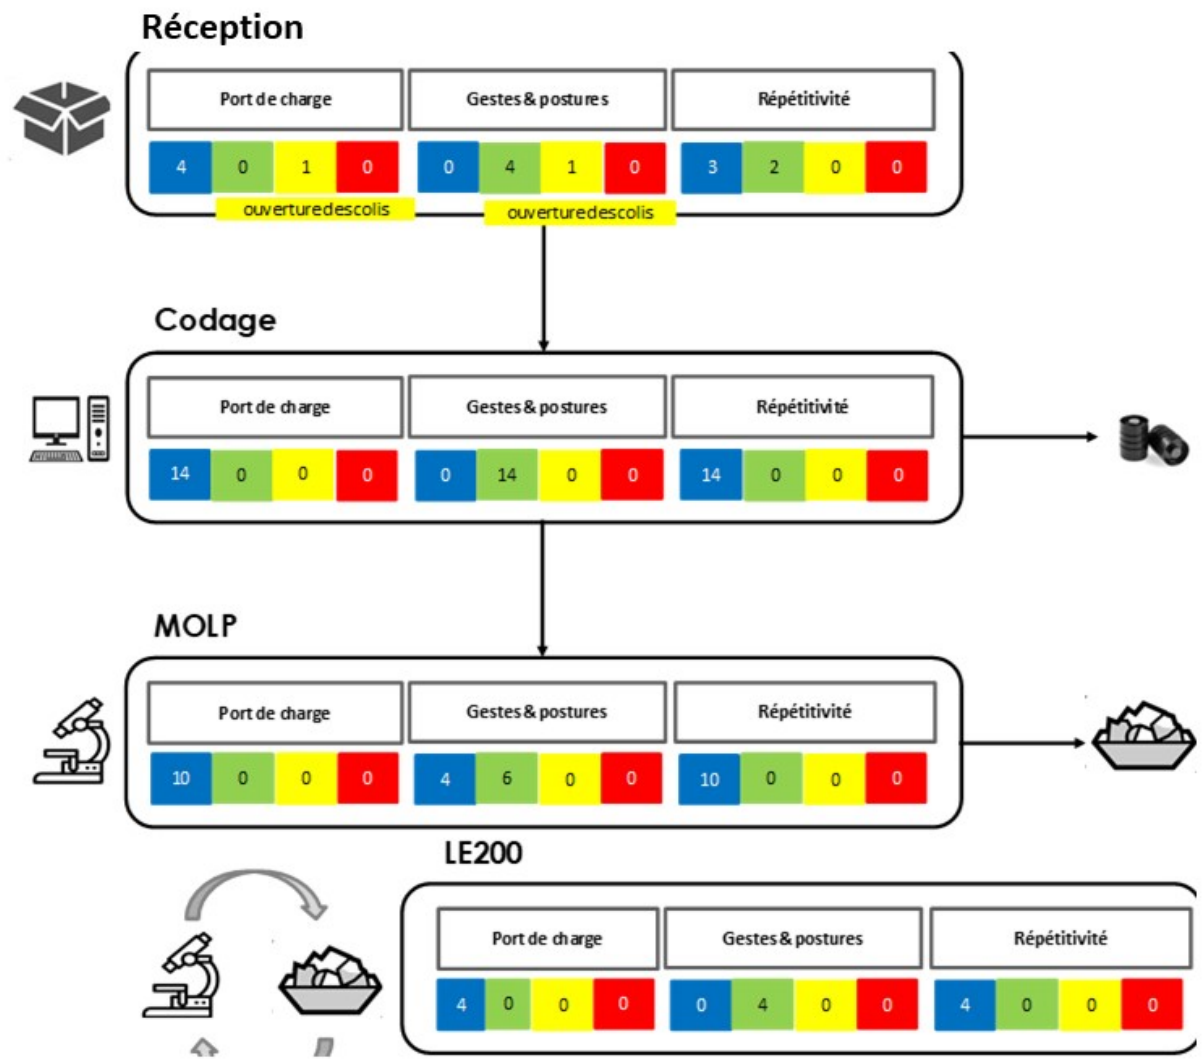 Réception
Port de charge Gestes & postures Répétitivité
4 0 1 0 0 4 1 0 3 2 0 0
ouverture des colis ouverture des colis
Codage
Port de charge Gestes & postures Répétitivité
14 0 0 0 0 14 0 0 14 0 0 0
MOLP
Port de charge Gestes & postures Répétitivité
10 0 0 0 4 6 0 0 10 0 0 0
LE200
Port de charge Gestes & postures Répétitivité
4 0 0 0 0 4 0 0 4 0 0 0